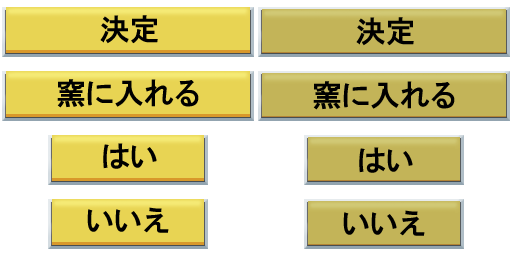 決定 決定
窯に入れる 窯に入れる
はい はい
いいえ いいえ